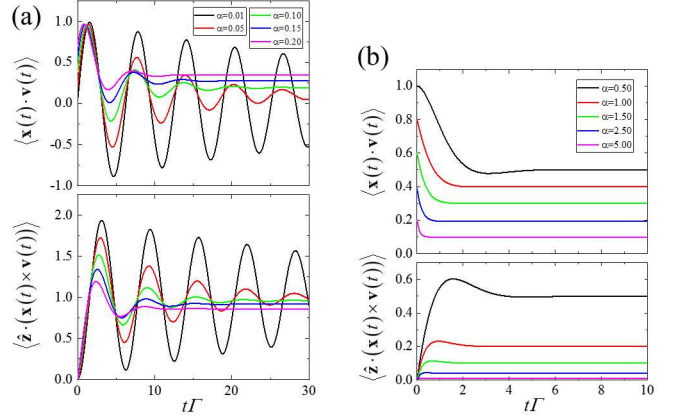 (a)
⟨x(t)·v(t)⟩
1.0
0.5
0.0
-0.5
-1.0
α=0.01 α=0.10
α=0.05 α=0.15
α=0.20
⟨ẑ·(x(t)×v(t))⟩
2.0
1.5
1.0
0.5
0.0
0 5 10 15 20 25 30
tΓ
(b)
⟨x(t)·v(t)⟩
1.0
0.8
0.6
0.4
0.2
0.0
α=0.50
α=1.00
α=1.50
α=2.50
α=5.00
⟨ẑ·(x(t)×v(t))⟩
0.6
0.4
0.2
0.0
0 2 4 6 8 10
tΓ